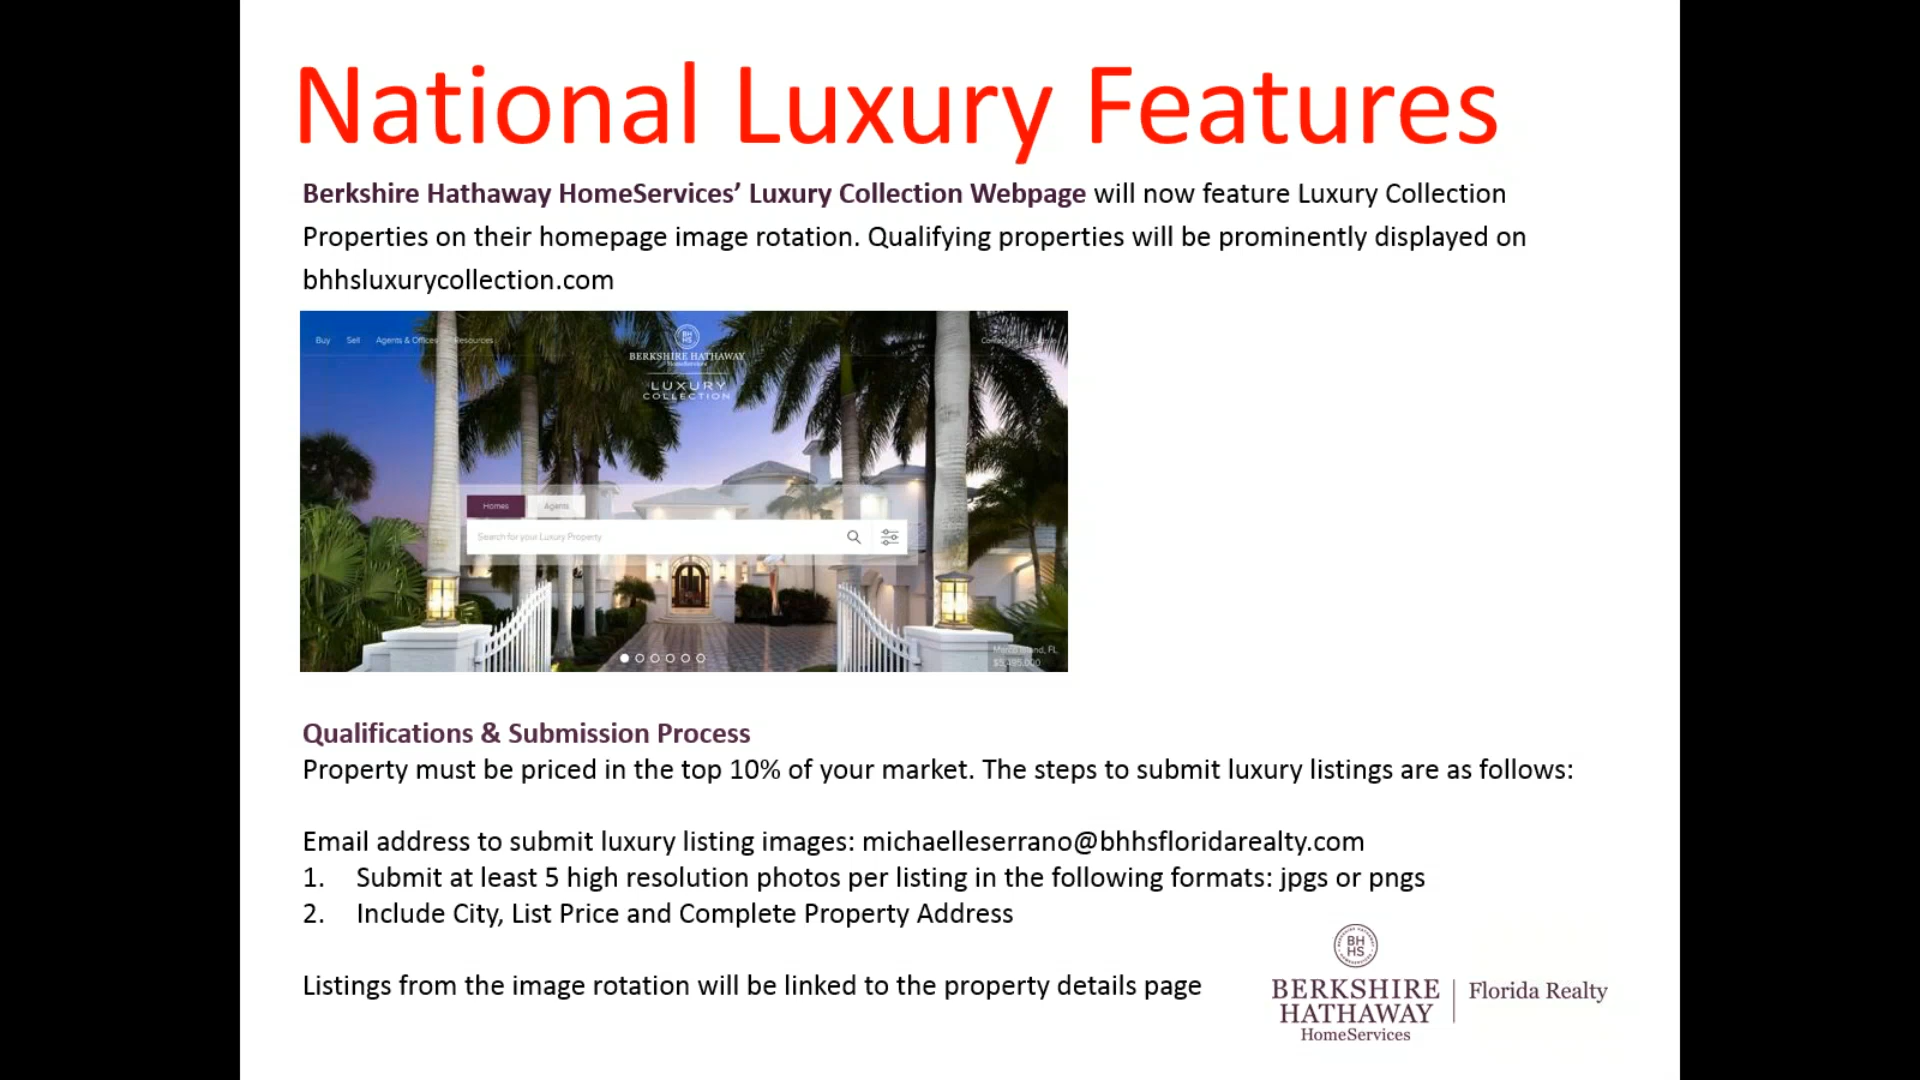 National Luxury Features
Berkshire Hathaway HomeServices’ Luxury Collection Webpage will now feature Luxury Collection
Properties on their homepage image rotation. Qualifying properties will be prominently displayed on
bhhsluxurycollection.com
Buy Sell Agents & Offices Resources
BH
HS
BERKSHIRE HATHAWAY
HomeServices
LUXURY
COLLECTION
Homes Agents
Search for your Luxury Property
Marco Island, FL
Qualifications & Submission Process
Property must be priced in the top 10% of your market. The steps to submit luxury listings are as follows:
Email address to submit luxury listing images: michaelleserrano@bhhsfloridarealty.com
1. Submit at least 5 high resolution photos per listing in the following formats: jpgs or pngs
2. Include City, List Price and Complete Property Address
Listings from the image rotation will be linked to the property details page
BH
HS
BERKSHIRE
HATHAWAY
HomeServices
Florida Realty